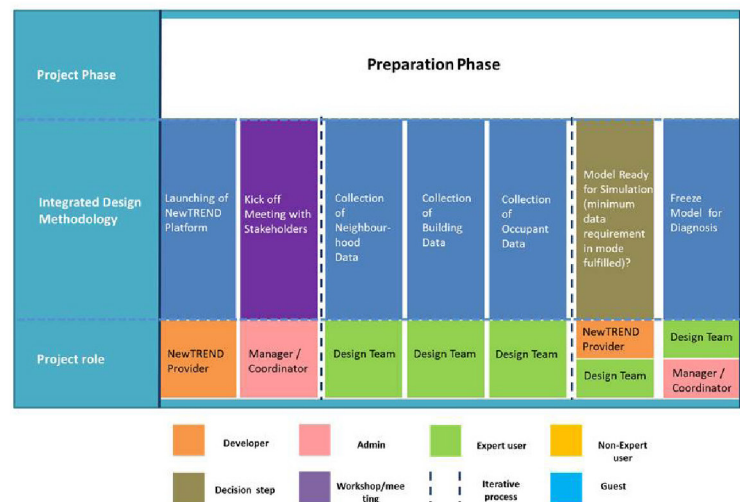 Project Phase
Preparation Phase
Integrated Design
Methodology
Launching of
NewTREND
Platform
Kick off
Meeting with
Stakeholders
Collection
of
Neighbour-
hood
Data
Collection
of
Building
Data
Collection
of
Occupant
Data
Model Ready
for Simulation
(minimum
data
requirement
in mode
fulfilled)?
Freeze
Model for
Diagnosis
Project role
NewTREND
Provider
Manager /
Coordinator
Design Team
Design Team
Design Team
NewTREND
Provider
Design Team
Design Team
Manager /
Coordinator
Developer
Admin
Expert user
Non-Expert
user
Decision step
Workshop/mee
ting
Iterative
process
Guest